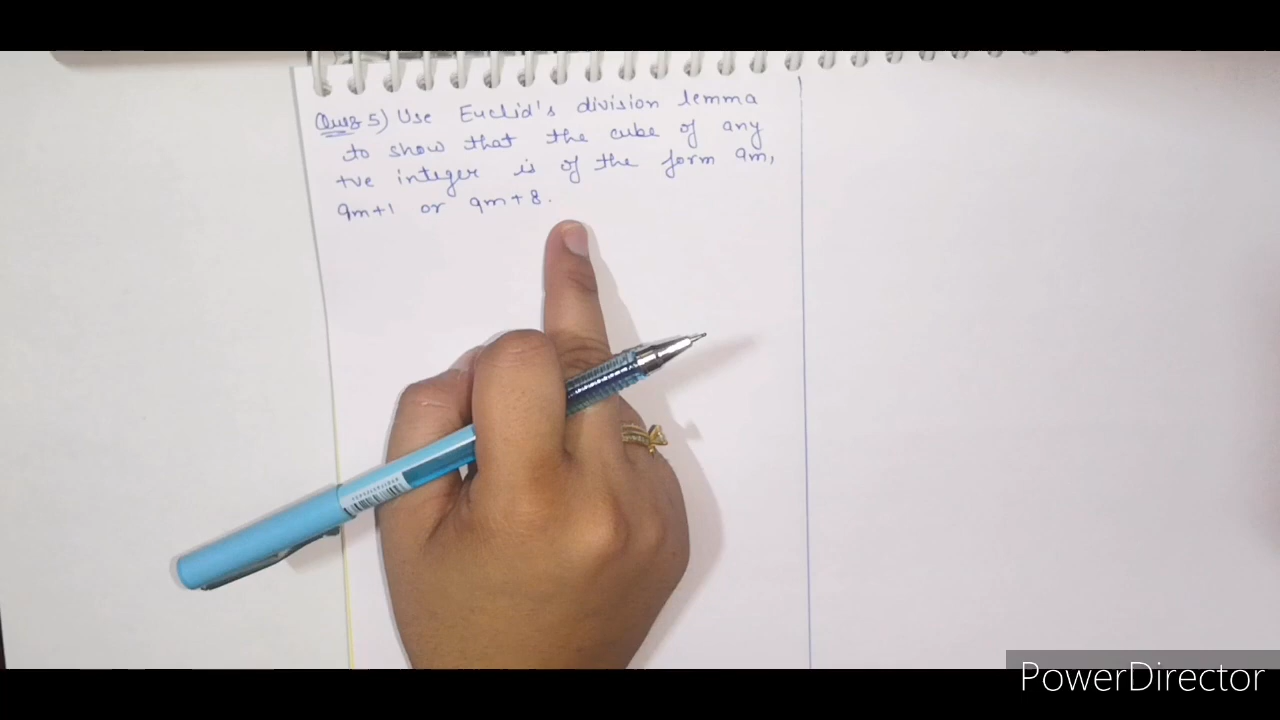 Ques 5) Use Euclid's division lemma
to show that the cube of any
+ve integer is of the form 9m,
9m+1 or 9m+8.
PowerDirector